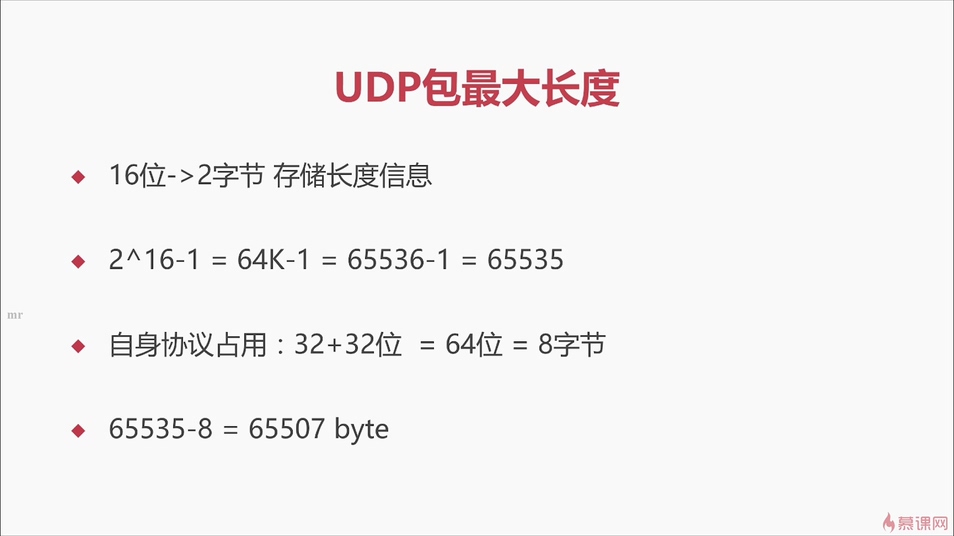 UDP包最大长度
16位->2字节 存储长度信息
2^16-1 = 64K-1 = 65536-1 = 65535
mr
自身协议占用：32+32位 = 64位 = 8字节
65535-8 = 65507 byte
慕课网